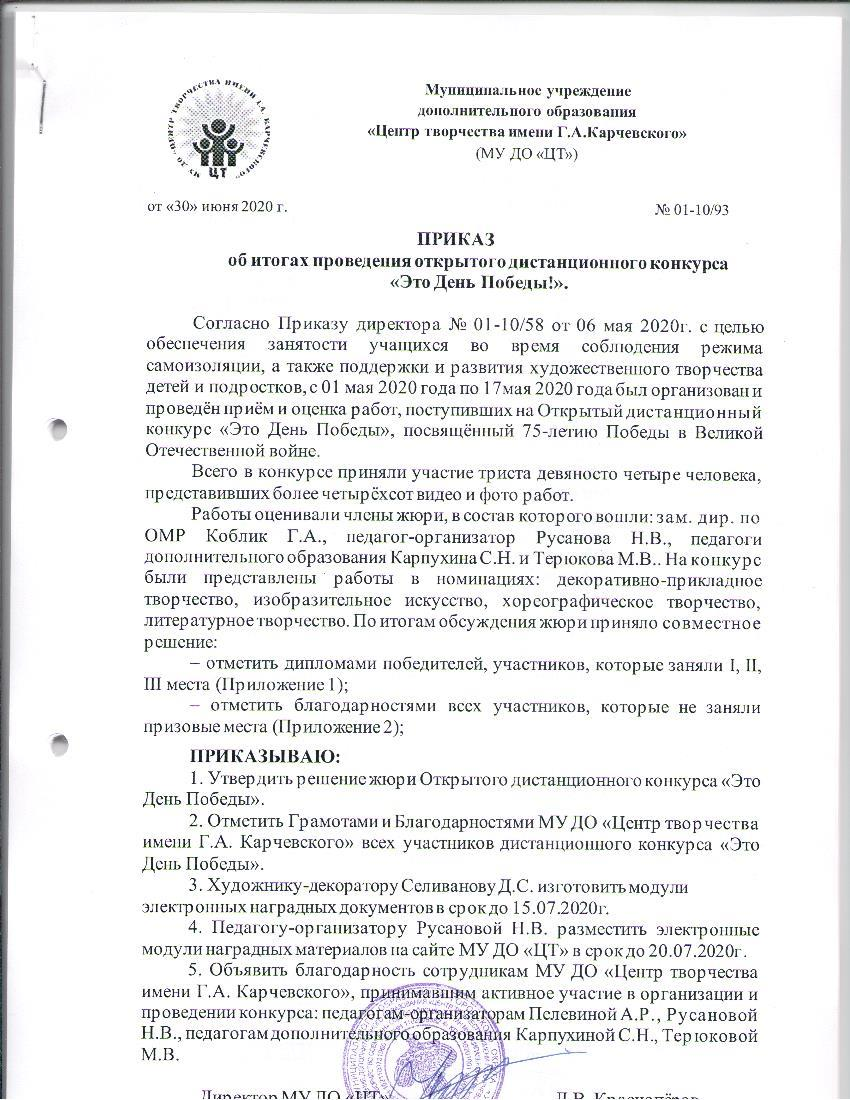 МУ ДО «ЦЕНТР ТВОРЧЕСТВА ИМЕНИ Г.А. КАРЧЕВСКОГО»
ЦТ
Муниципальное учреждение
дополнительного образования
«Центр творчества имени Г.А.Карчевского»
(МУ ДО «ЦТ»)
от «30» июня 2020 г. № 01-10/93
ПРИКАЗ
об итогах проведения открытого дистанционного конкурса
«Это День Победы!».
Согласно Приказу директора № 01-10/58 от 06 мая 2020г. с целью
обеспечения занятости учащихся во время соблюдения режима
самоизоляции, а также поддержки и развития художественного творчества
детей и подростков, с 01 мая 2020 года по 17мая 2020 года был организован и
проведён приём и оценка работ, поступивших на Открытый дистанционный
конкурс «Это День Победы», посвящённый 75-летию Победы в Великой
Отечественной войне.
Всего в конкурсе приняли участие триста девяносто четыре человека,
представивших более четырёхсот видео и фото работ.
Работы оценивали члены жюри, в состав которого вошли: зам. дир. по
ОМР Коблик Г.А., педагог-организатор Русанова Н.В., педагоги
дополнительного образования Карпухина С.Н. и Терюкова М.В.. На конкурс
были представлены работы в номинациях: декоративно-прикладное
творчество, изобразительное искусство, хореографическое творчество,
литературное творчество. По итогам обсуждения жюри приняло совместное
решение:
– отметить дипломами победителей, участников, которые заняли I, II,
III места (Приложение 1);
– отметить благодарностями всех участников, которые не заняли
призовые места (Приложение 2);
ПРИКАЗЫВАЮ:
1. Утвердить решение жюри Открытого дистанционного конкурса «Это
День Победы».
2. Отметить Грамотами и Благодарностями МУ ДО «Центр творчества
имени Г.А. Карчевского» всех участников дистанционного конкурса «Это
День Победы».
3. Художнику-декоратору Селиванову Д.С. изготовить модули
электронных наградных документов в срок до 15.07.2020г.
4. Педагогу-организатору Русановой Н.В. разместить электронные
модули наградных материалов на сайте МУ ДО «ЦТ» в срок до 20.07.2020г.
5. Объявить благодарность сотрудникам МУ ДО «Центр творчества
имени Г.А. Карчевского», принимавшим активное участие в организации и
проведении конкурса: педагогам-организаторам Пелевиной А.Р., Русановой
Н.В., педагогам дополнительного образования Карпухиной С.Н., Терюковой
М.В.
Директор МУ ДО «ЦТ»